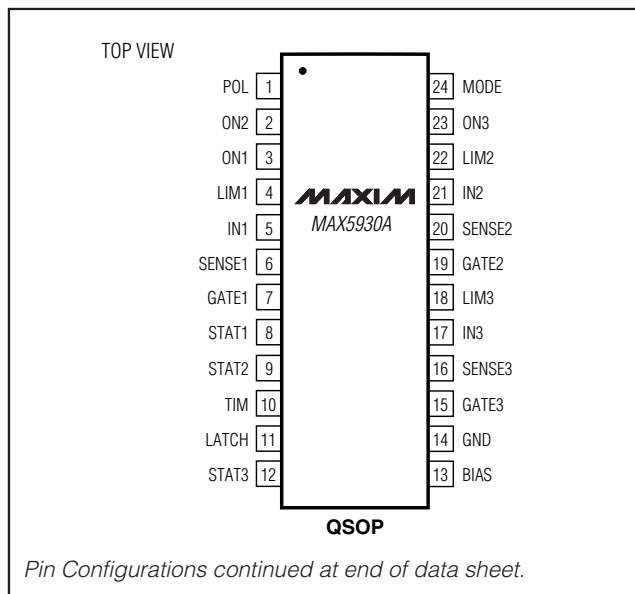 TOP VIEW
POL 1 24 MODE
ON2 2 23 ON3
ON1 3 22 LIM2
LIM1 4 21 IN2
MAXIM
IN1 5 20 SENSE2
MAX5930A
SENSE1 6 19 GATE2
GATE1 7 18 LIM3
STAT1 8 17 IN3
STAT2 9 16 SENSE3
TIM 10 15 GATE3
LATCH 11 14 GND
STAT3 12 13 BIAS
QSOP
Pin Configurations continued at end of data sheet.